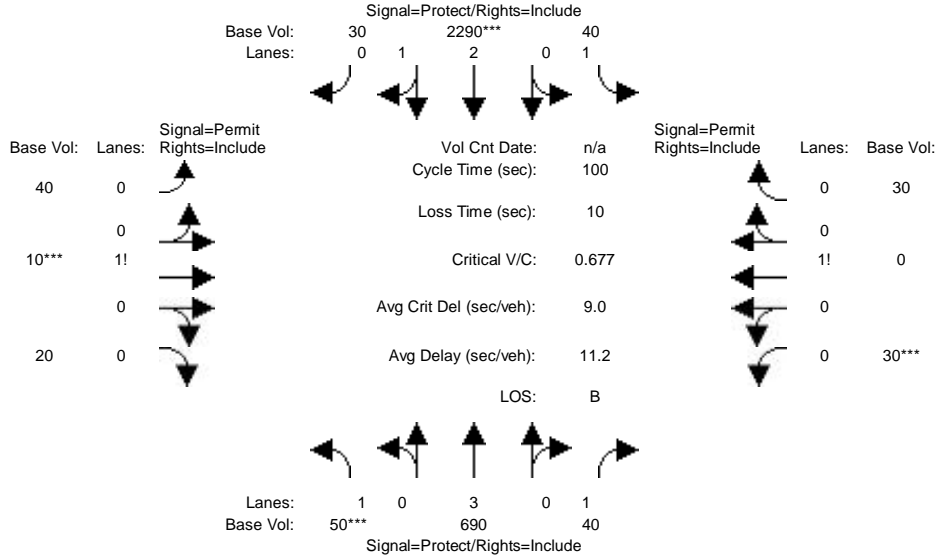 Signal=Protect/Rights=Include
Base Vol: 30 2290*** 40
Lanes: 0 1 2 0 1
Signal=Permit Signal=Permit
Base Vol: Lanes: Rights=Include Vol Cnt Date: n/a Rights=Include Lanes: Base Vol:
Cycle Time (sec): 100
40 0 0 30
Loss Time (sec): 10
0 0
10*** 1! Critical V/C: 0.677 1! 0
0 Avg Crit Del (sec/veh): 9.0 0
20 0 Avg Delay (sec/veh): 11.2 0 30***
LOS: B
Lanes: 1 0 3 0 1
Base Vol: 50*** 690 40
Signal=Protect/Rights=Include